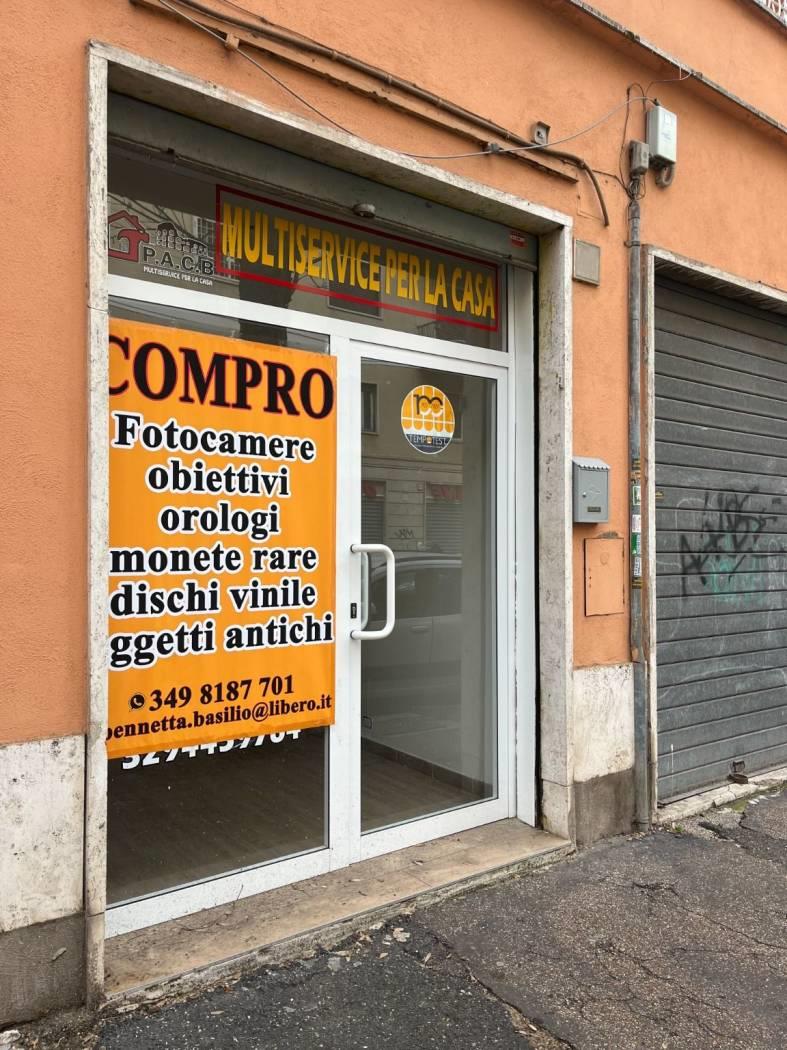 P.A.C.B
MULTISERVICE PER LA CASA
MULTISERVICE PER LA CASA
COMPRO
Fotocamere
obiettivi
orologi
monete rare
dischi vinile
ggetti antichi
349 8187 701
pennetta.basilio@libero.it
TEMPOTEST